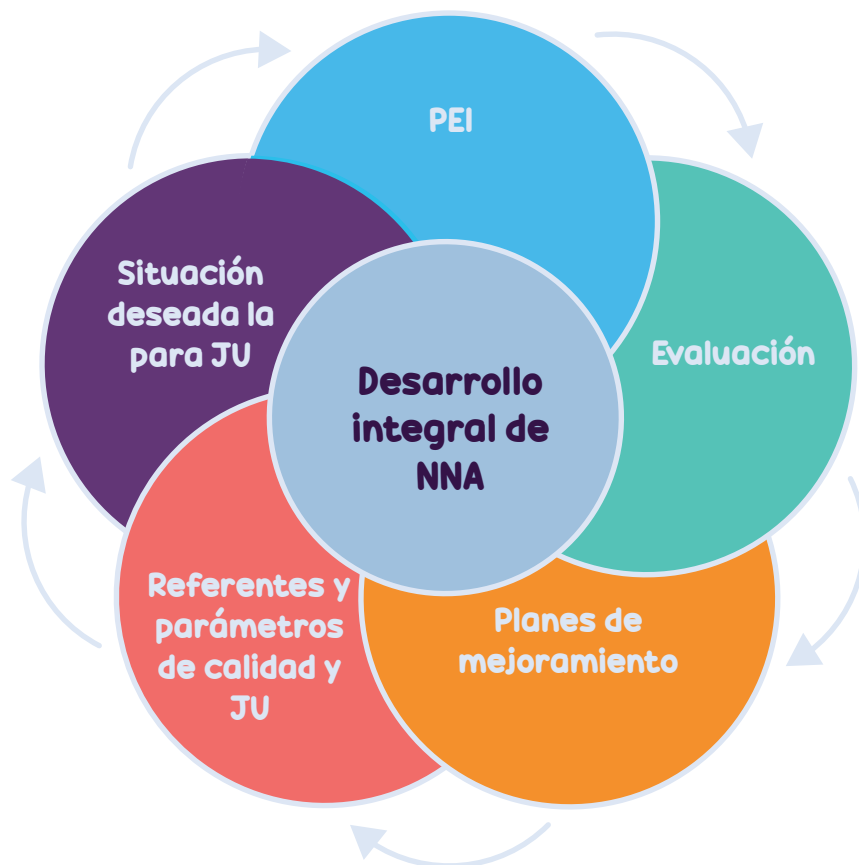 PEI
Situación
deseada la
para JU
Evaluación
Desarrollo
integral de
NNA
Referentes y
parámetros
de calidad y
JU
Planes de
mejoramiento